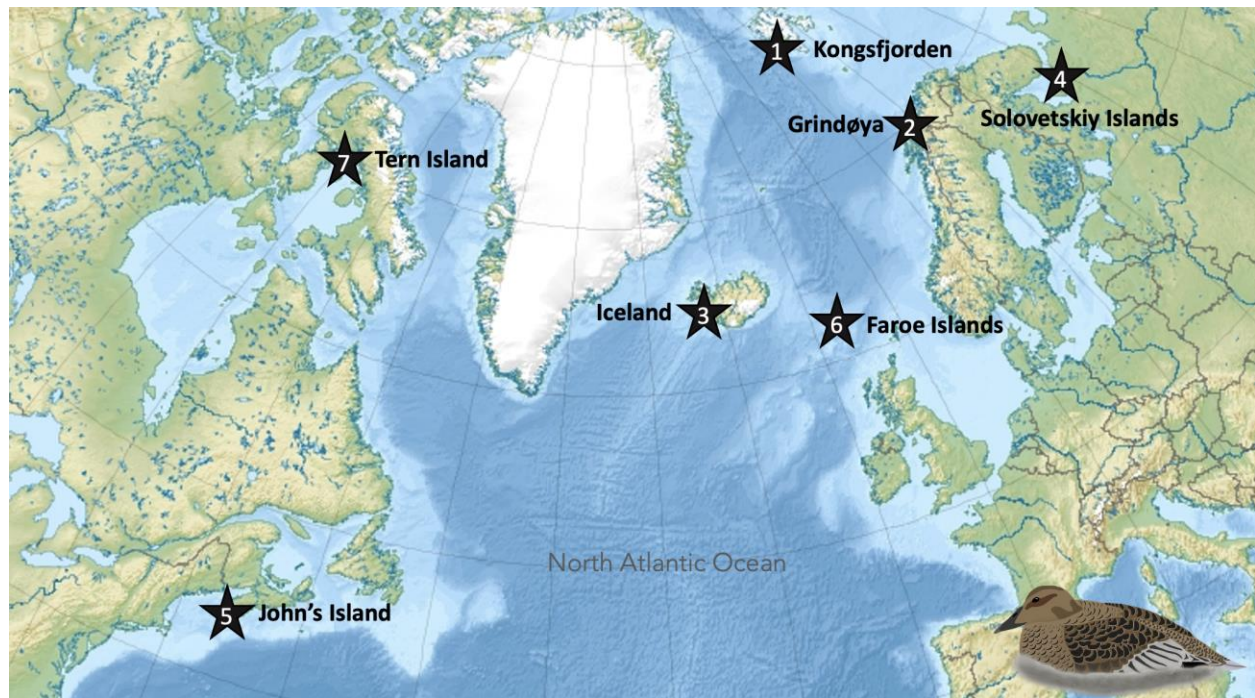 1 Kongsfjorden
Grindøya 2
4
Solovetskiy Islands
7 Tern Island
Iceland 3
6 Faroe Islands
North Atlantic Ocean
5 John's Island